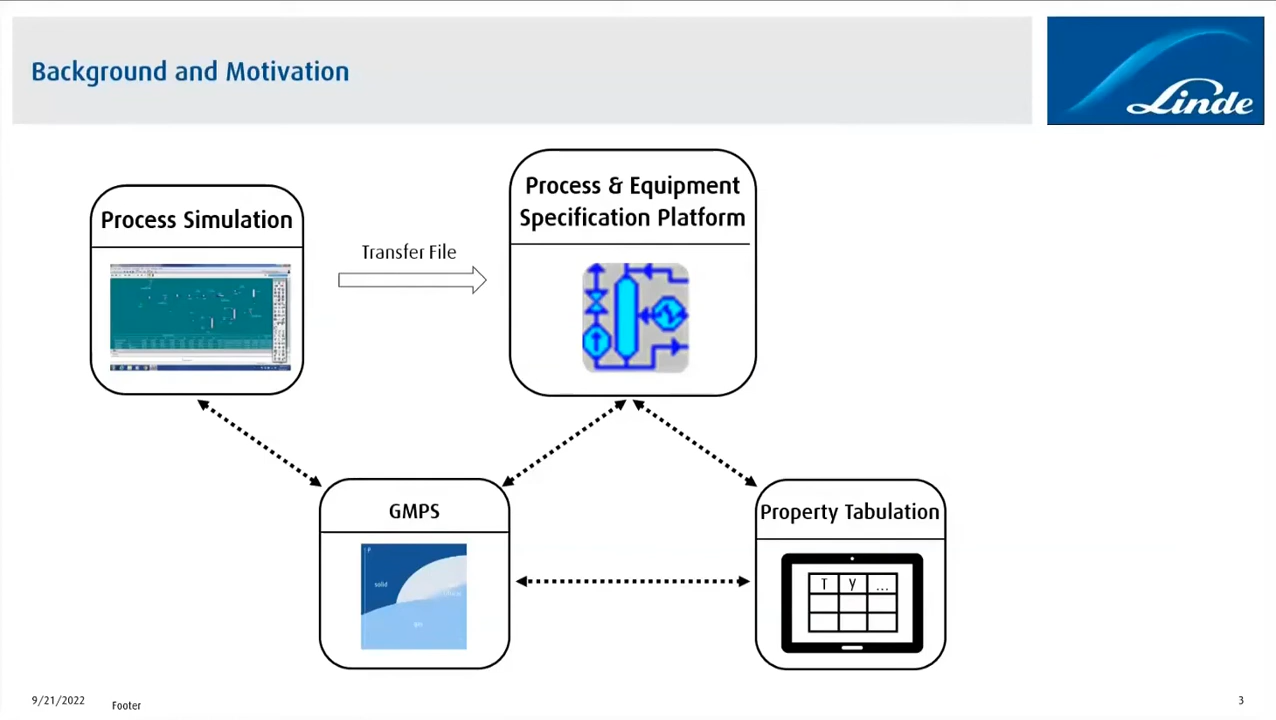 Background and Motivation
Linde
Process Simulation
Transfer File
Process & Equipment
Specification Platform
GMPS
P
solid
Property Tabulation
T y ...
9/21/2022
Footer
3